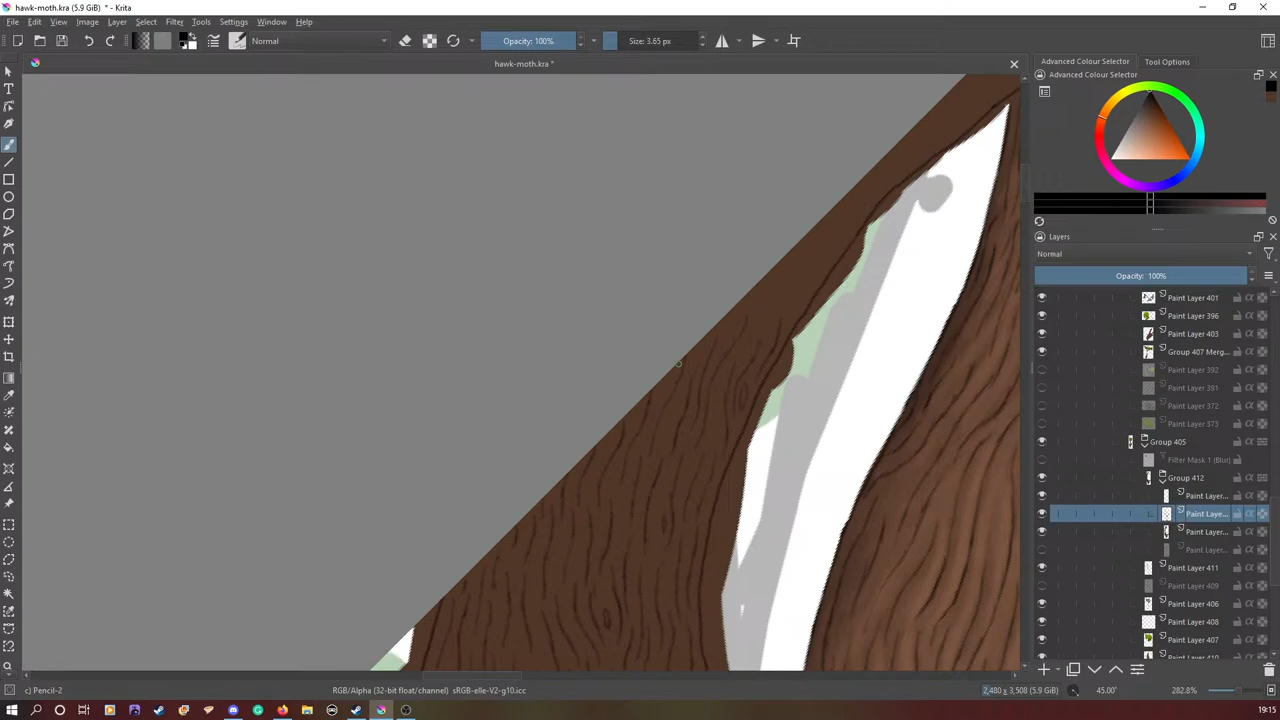 hawk-moth.kra (5.9 GiB) * - Krita
File Edit View Image Layer Select Filter Tools Settings Window Help
Normal
Opacity: 100%
Size: 3.65 px
hawk-moth.kra *
Advanced Colour Selector
Tool Options
Advanced Colour Selector
Layers
Normal
Opacity: 100%
Paint Layer 401
Paint Layer 396
Paint Layer 403
Group 407 Merg...
Paint Layer 392
Paint Layer 391
Paint Layer 372
Paint Layer 373
Group 405
Filter Mask 1 (Blur)
Group 412
Paint Layer...
Paint Laye...
Paint Layer...
Paint Layer...
Paint Layer 411
Paint Layer 409
Paint Layer 406
Paint Layer 408
Paint Layer 407
c) Pencil-2
RGB/Alpha (32-bit float/channel) sRGB-elle-V2-g10.icc
2,480 x 3,508 (5.9 GiB)
45.00°
282.8%
19:15